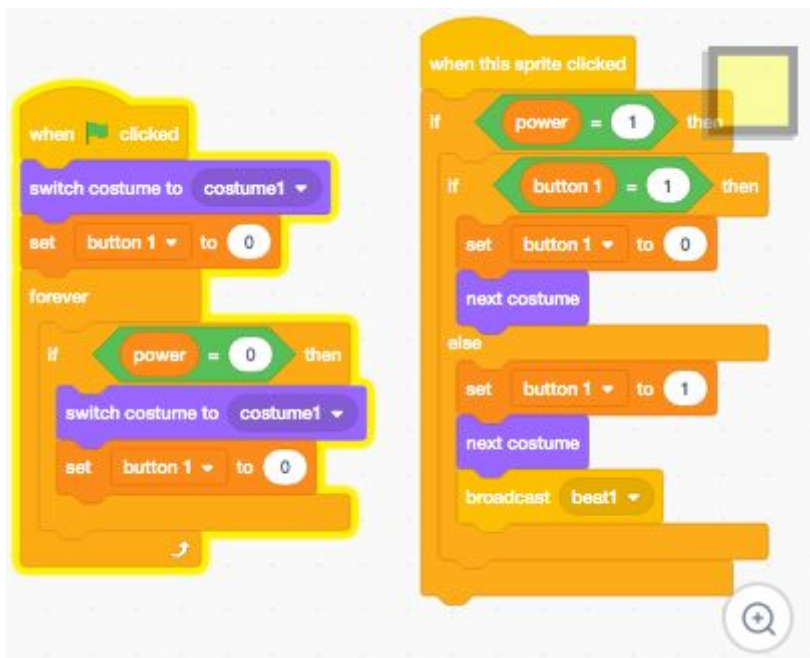 when clicked
switch costume to costume1
set button 1 to 0
forever
if power = 0 then
switch costume to costume1
set button 1 to 0
when this sprite clicked
if power = 1 then
if button 1 = 1 then
set button 1 to 0
next costume
else
set button 1 to 1
next costume
broadcast beat1